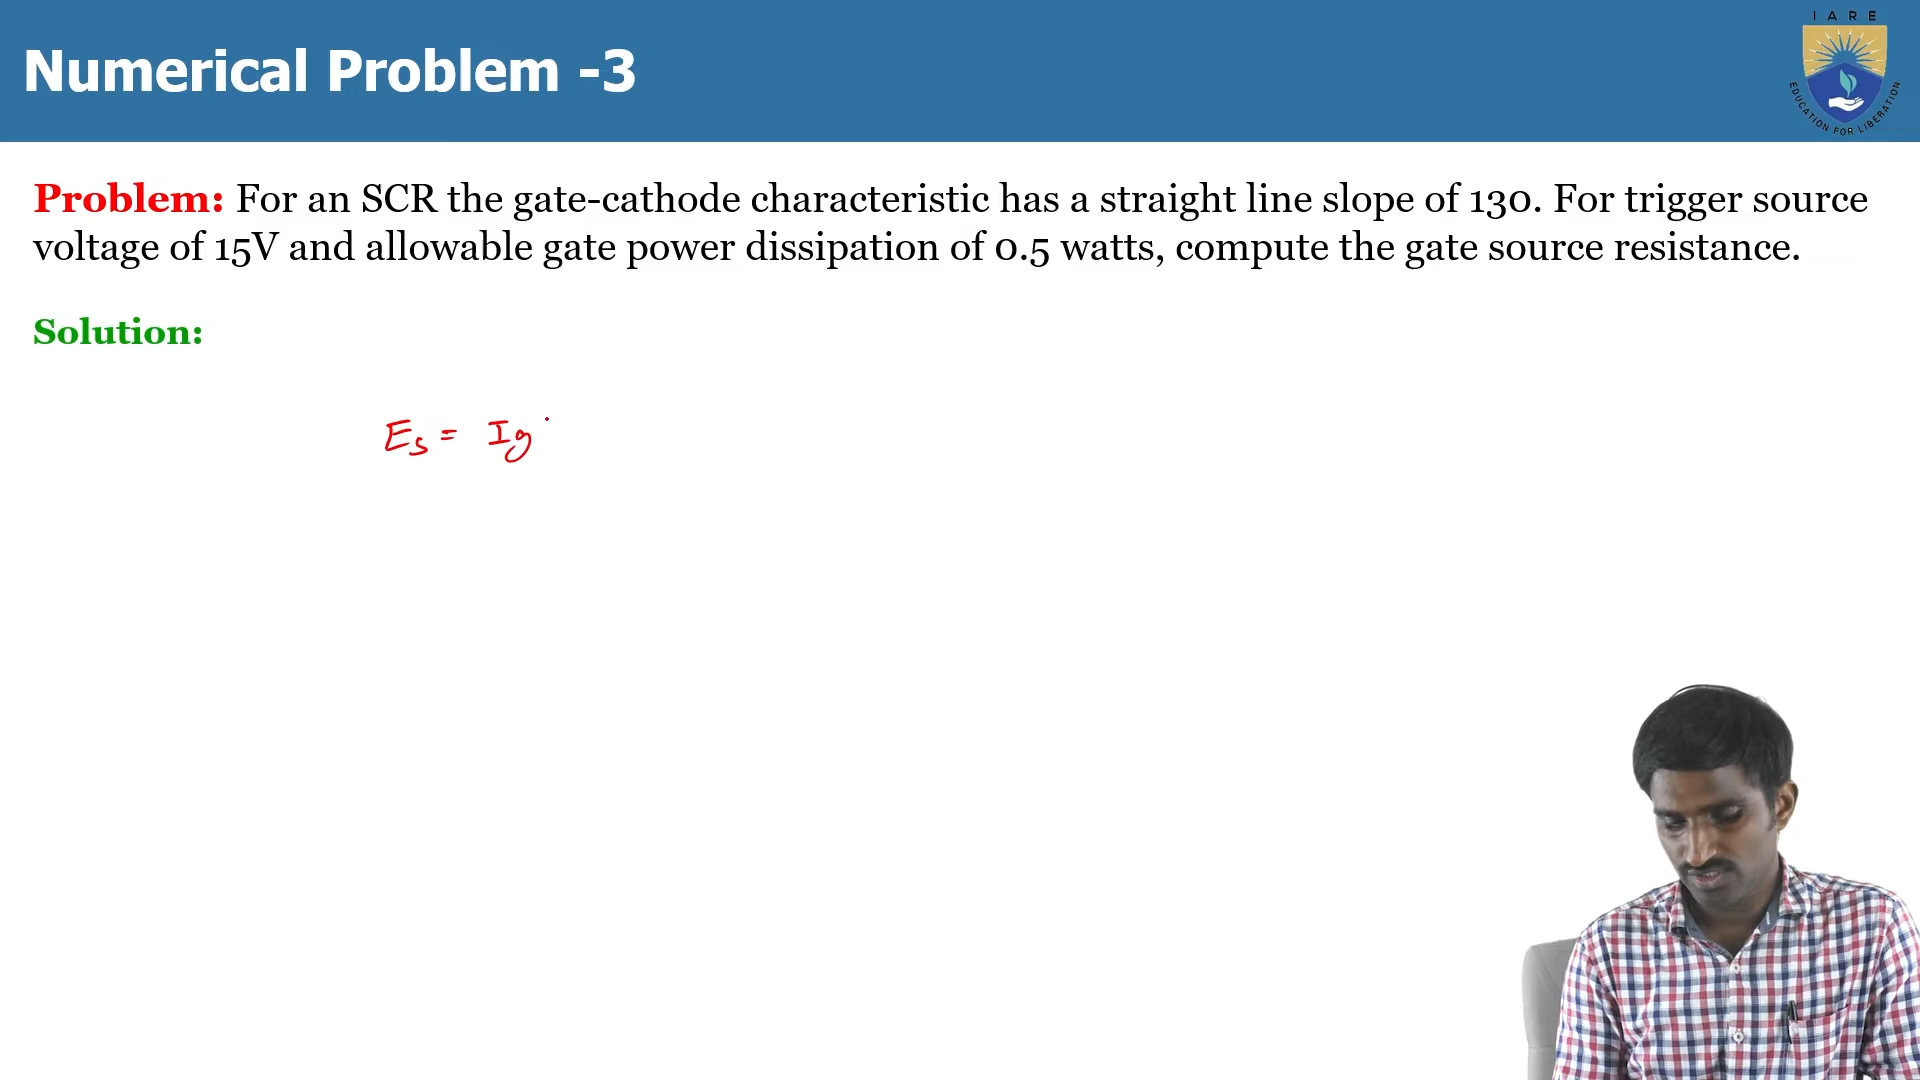 Numerical Problem -3
IARE
EDUCATION FOR LIBERATION
Problem: For an SCR the gate-cathode characteristic has a straight line slope of 130. For trigger source
voltage of 15V and allowable gate power dissipation of 0.5 watts, compute the gate source resistance.
Solution:
Es = Ig